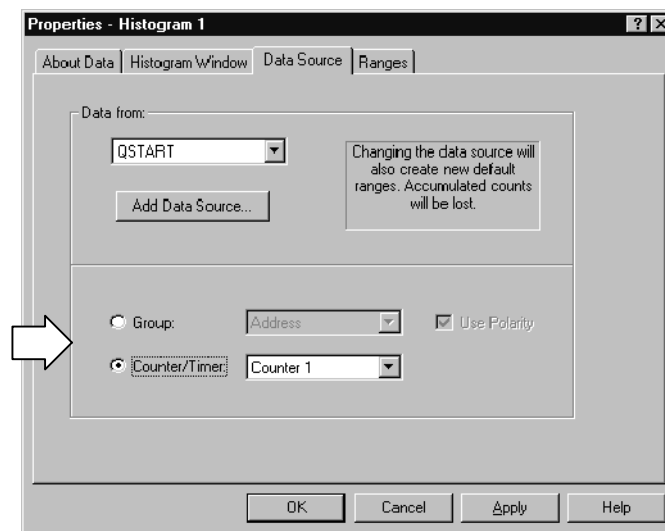 Properties - Histogram 1
About Data Histogram Window Data Source Ranges
Data from:
QSTART
Add Data Source...
Changing the data source will
also create new default
ranges. Accumulated counts
will be lost.
Group: Address Use Polarity
Counter/Timer: Counter 1
OK Cancel Apply Help